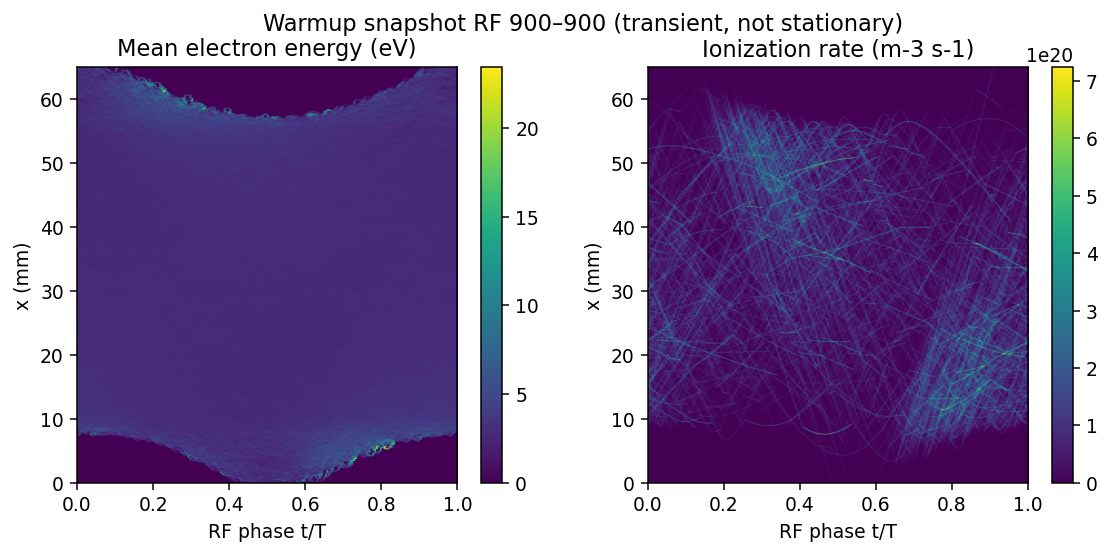 Warmup snapshot RF 900–900 (transient, not stationary)
Mean electron energy (eV)
x (mm)
60
50
40
30
20
10
0
0.0 0.2 0.4 0.6 0.8 1.0
RF phase t/T
20
15
10
5
0
Ionization rate (m-3 s-1)
1e20
x (mm)
60
50
40
30
20
10
0
0.0 0.2 0.4 0.6 0.8 1.0
RF phase t/T
7
6
5
4
3
2
1
0